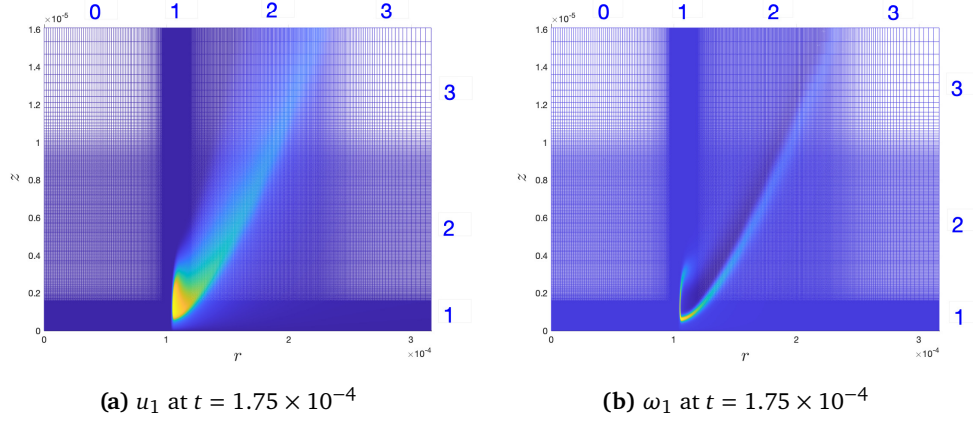 0 1 2 3 0 1 2 3
×10⁻⁵ ×10⁻⁵
1.6 1.6
1.4 1.4
3 3
1.2 1.2
1 1
z z
0.8 0.8
0.6 0.6
2 2
0.4 0.4
0.2 0.2
1 1
0 0
0 1 2 3 0 1 2 3
r ×10⁻⁴ r ×10⁻⁴
(a) u₁ at t = 1.75 × 10⁻⁴ (b) ω₁ at t = 1.75 × 10⁻⁴